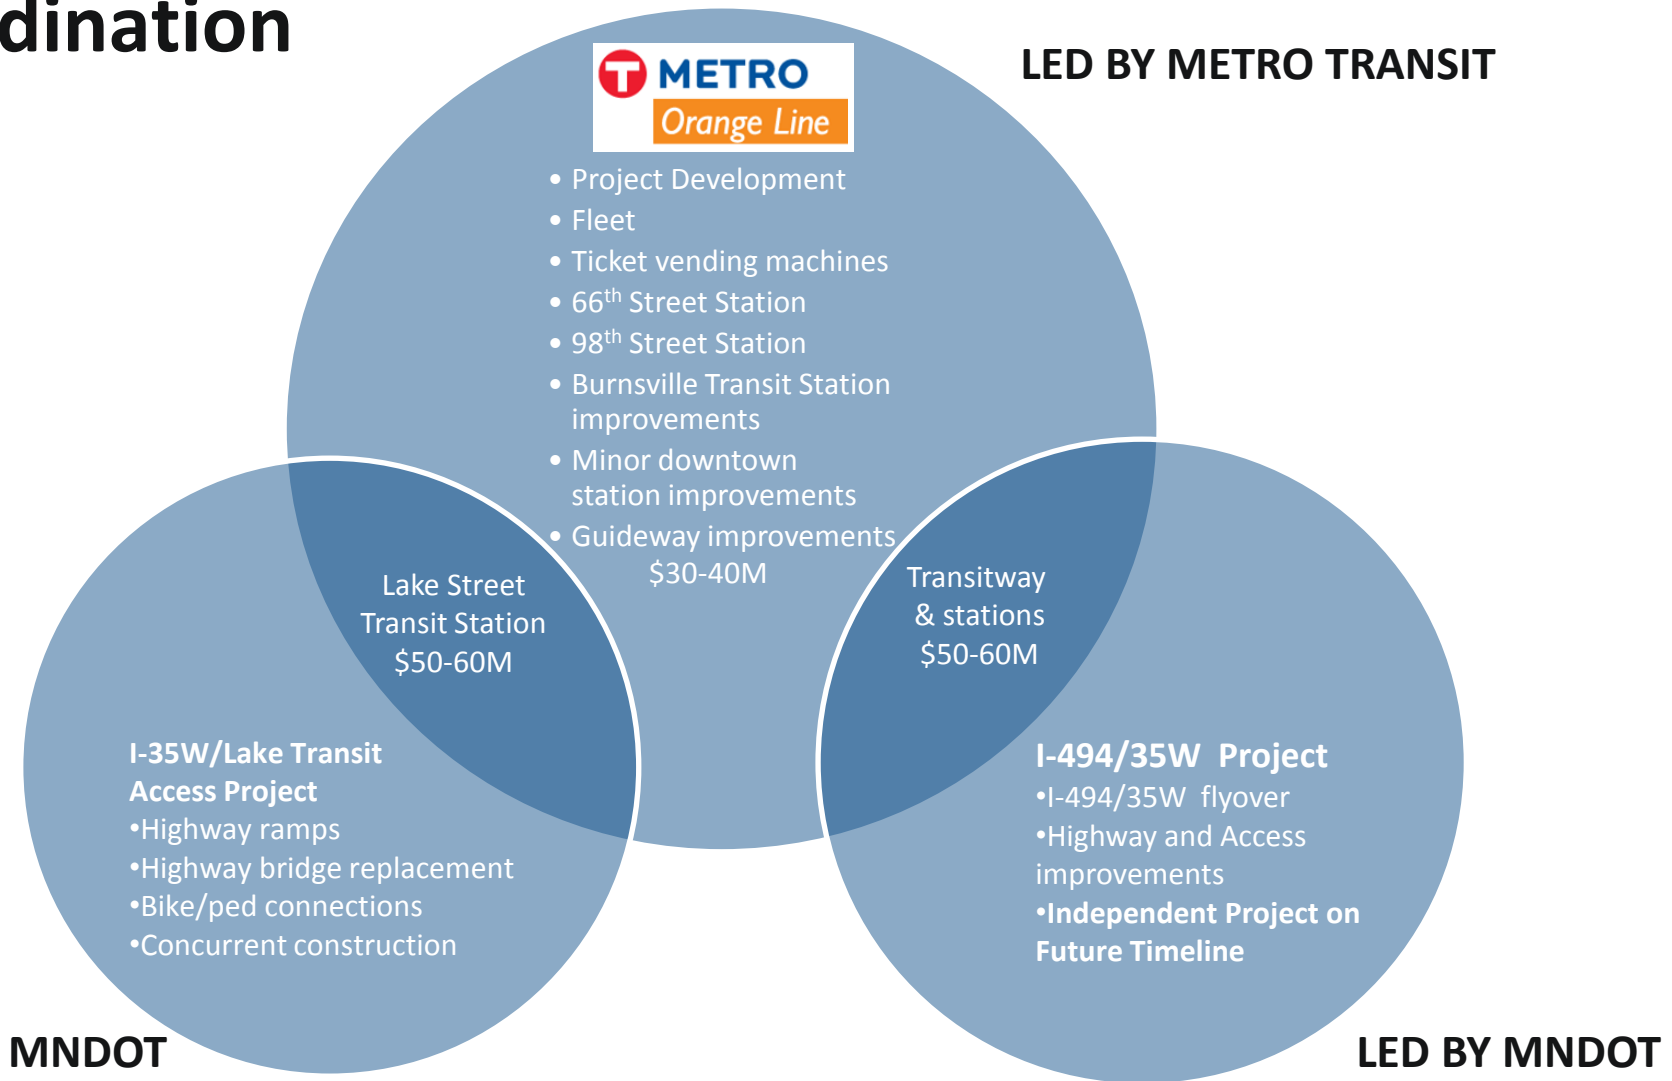 dination
LED BY METRO TRANSIT
T METRO
Orange Line
• Project Development
• Fleet
• Ticket vending machines
• 66th Street Station
• 98th Street Station
• Burnsville Transit Station
improvements
• Minor downtown
station improvements
• Guideway improvements
$30-40M
Lake Street
Transit Station
$50-60M
Transitway
& stations
$50-60M
I-35W/Lake Transit
Access Project
•Highway ramps
•Highway bridge replacement
•Bike/ped connections
•Concurrent construction
I-494/35W Project
•I-494/35W flyover
•Highway and Access
improvements
•Independent Project on
Future Timeline
MNDOT
LED BY MNDOT